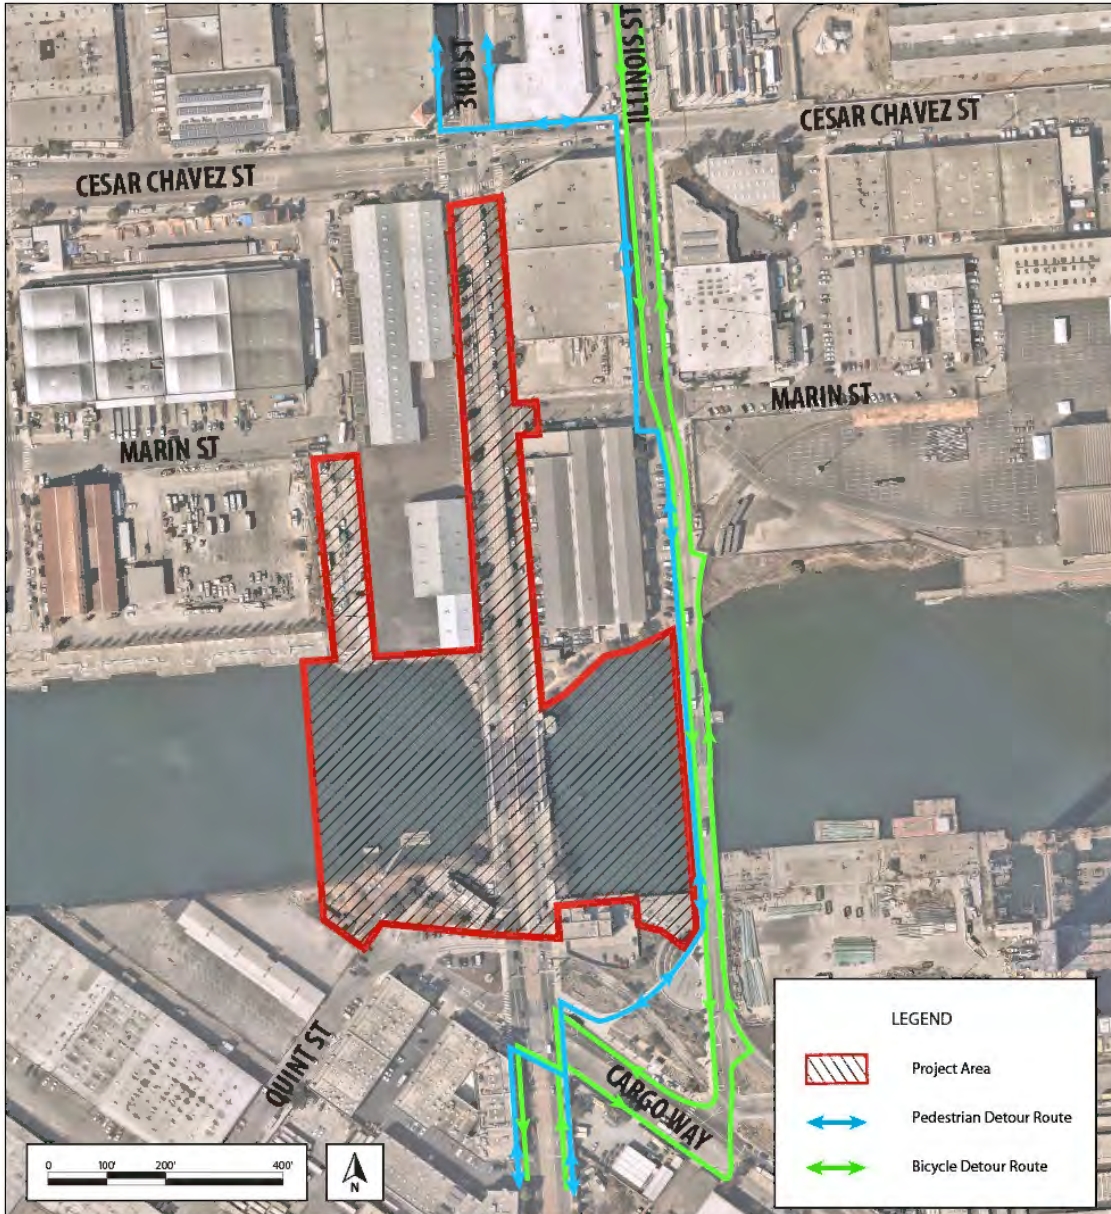 3RD ST
ILLINOIS ST
CESAR CHAVEZ ST
CESAR CHAVEZ ST
MARIN ST
MARIN ST
QUINT ST
CARGO WAY
LEGEND
Project Area
Pedestrian Detour Route
Bicycle Detour Route
0 100' 200' 400'
N